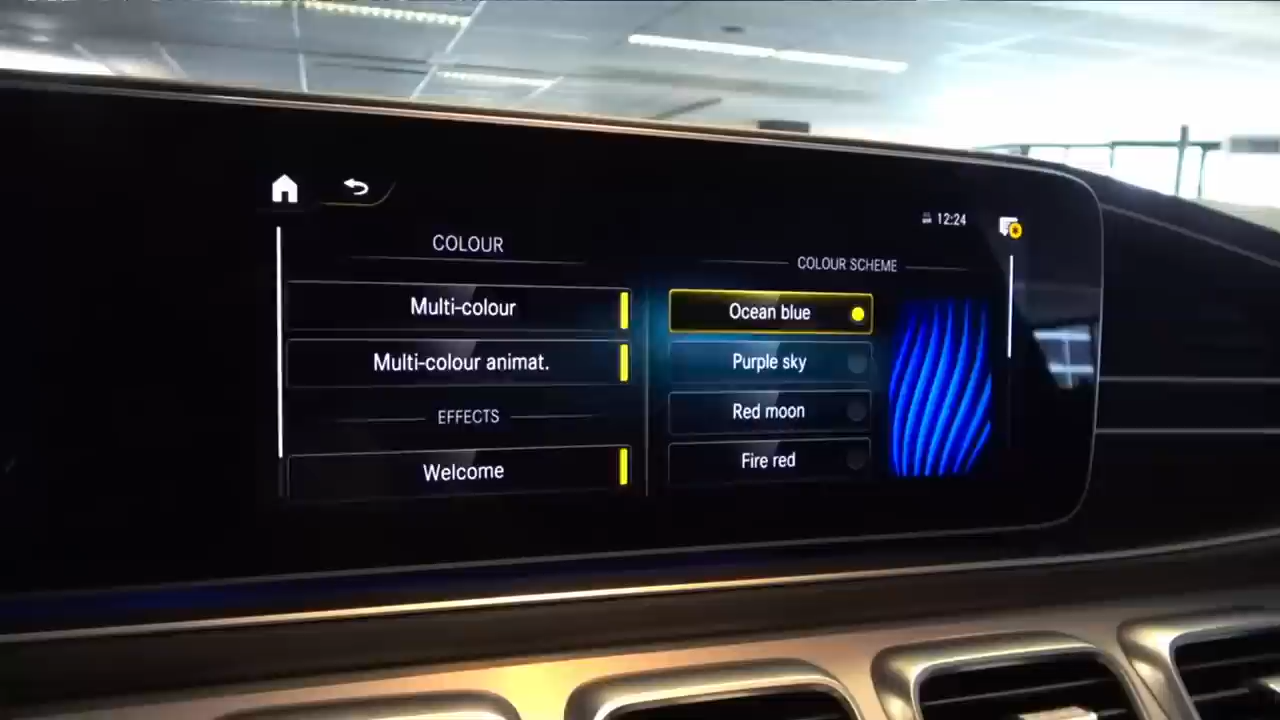 12:24
COLOUR
Multi-colour
Multi-colour animat.
EFFECTS
Welcome
COLOUR SCHEME
Ocean blue
Purple sky
Red moon
Fire red